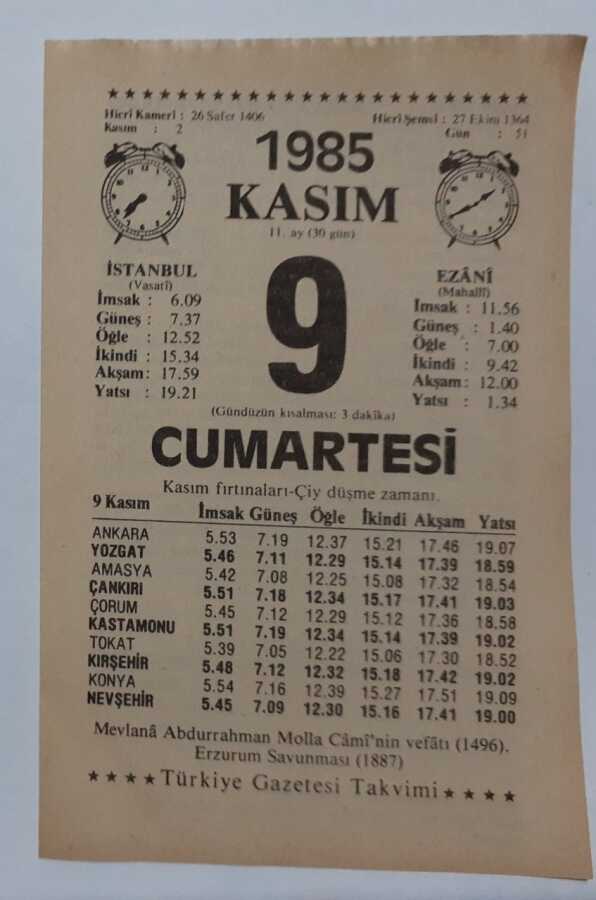 ★★★★★★★★★★★★★★★★★★★★★★
Hicrî Kamerî : 26 Safer 1406
Kasım : 2
Hicrî Şemsî : 27 Ekim 1364
Gün : 51
1985
KASIM
11. ay (30 gün)
9
İSTANBUL
(Vasatî)
İmsak : 6.09
Güneş : 7.37
Öğle : 12.52
İkindi : 15.34
Akşam: 17.59
Yatsı : 19.21
EZÂNÎ
(Mahallî)
İmsak : 11.56
Güneş : 1.40
Öğle : 7.00
İkindi : 9.42
Akşam: 12.00
Yatsı : 1.34
(Gündüzün kısalması: 3 dakîka)
CUMARTESİ
Kasım fırtınaları-Çiy düşme zamanı.
9 Kasım İmsak Güneş Öğle İkindi Akşam Yatsı
ANKARA 5.53 7.19 12.37 15.21 17.46 19.07
YOZGAT 5.46 7.11 12.29 15.14 17.39 18.59
AMASYA 5.42 7.08 12.25 15.08 17.32 18.54
ÇANKIRI 5.51 7.18 12.34 15.17 17.41 19.03
ÇORUM 5.45 7.12 12.29 15.12 17.36 18.58
KASTAMONU 5.51 7.19 12.34 15.14 17.39 19.02
TOKAT 5.39 7.05 12.22 15.06 17.30 18.52
KIRŞEHİR 5.48 7.12 12.32 15.18 17.42 19.02
KONYA 5.54 7.16 12.39 15.27 17.51 19.09
NEVŞEHİR 5.45 7.09 12.30 15.16 17.41 19.00
Mevlanâ Abdurrahman Molla Câmî'nin vefâtı (1496).
Erzurum Savunması (1887)
★★★★Türkiye Gazetesi Takvimi★★★★